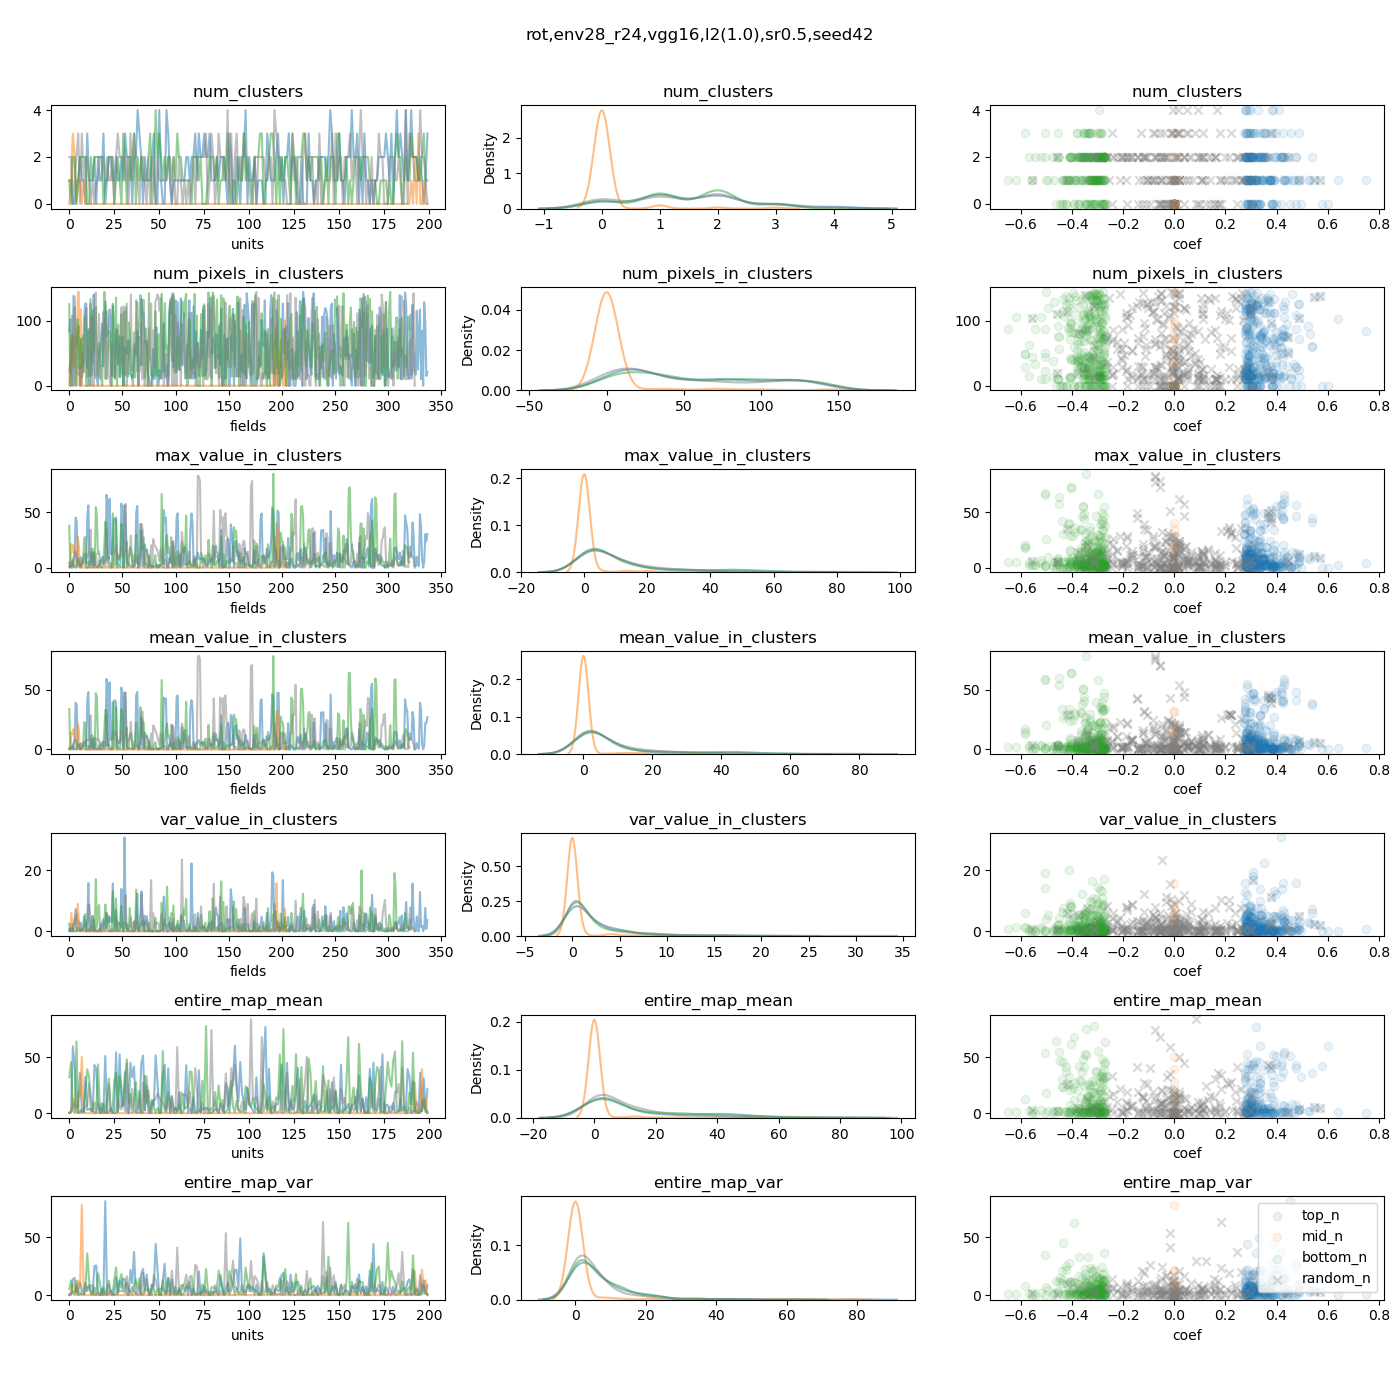 rot,env28_r24,vgg16,l2(1.0),sr0.5,seed42
num_clusters
num_clusters
num_clusters
4
2
0
0 25 50 75 100 125 150 175 200
units
Density
2
1
0
−1 0 1 2 3 4 5
4
2
0
−0.6 −0.4 −0.2 0.0 0.2 0.4 0.6 0.8
coef
num_pixels_in_clusters
num_pixels_in_clusters
num_pixels_in_clusters
100
0
0 50 100 150 200 250 300 350
fields
Density
0.04
0.02
0.00
−50 0 50 100 150
100
0
−0.6 −0.4 −0.2 0.0 0.2 0.4 0.6 0.8
coef
max_value_in_clusters
max_value_in_clusters
max_value_in_clusters
50
0
0 50 100 150 200 250 300 350
fields
Density
0.2
0.1
0.0
−20 0 20 40 60 80 100
50
0
−0.6 −0.4 −0.2 0.0 0.2 0.4 0.6 0.8
coef
mean_value_in_clusters
mean_value_in_clusters
mean_value_in_clusters
50
0
0 50 100 150 200 250 300 350
fields
Density
0.2
0.1
0.0
0 20 40 60 80
50
0
−0.6 −0.4 −0.2 0.0 0.2 0.4 0.6 0.8
coef
var_value_in_clusters
var_value_in_clusters
var_value_in_clusters
20
0
0 50 100 150 200 250 300 350
fields
Density
0.50
0.25
0.00
−5 0 5 10 15 20 25 30 35
20
0
−0.6 −0.4 −0.2 0.0 0.2 0.4 0.6 0.8
coef
entire_map_mean
entire_map_mean
entire_map_mean
50
0
0 25 50 75 100 125 150 175 200
units
Density
0.2
0.1
0.0
−20 0 20 40 60 80 100
50
0
−0.6 −0.4 −0.2 0.0 0.2 0.4 0.6 0.8
coef
entire_map_var
entire_map_var
entire_map_var
50
0
0 25 50 75 100 125 150 175 200
units
Density
0.1
0.0
0 20 40 60 80
50
0
−0.6 −0.4 −0.2 0.0 0.2 0.4 0.6 0.8
coef
top_n
mid_n
bottom_n
random_n